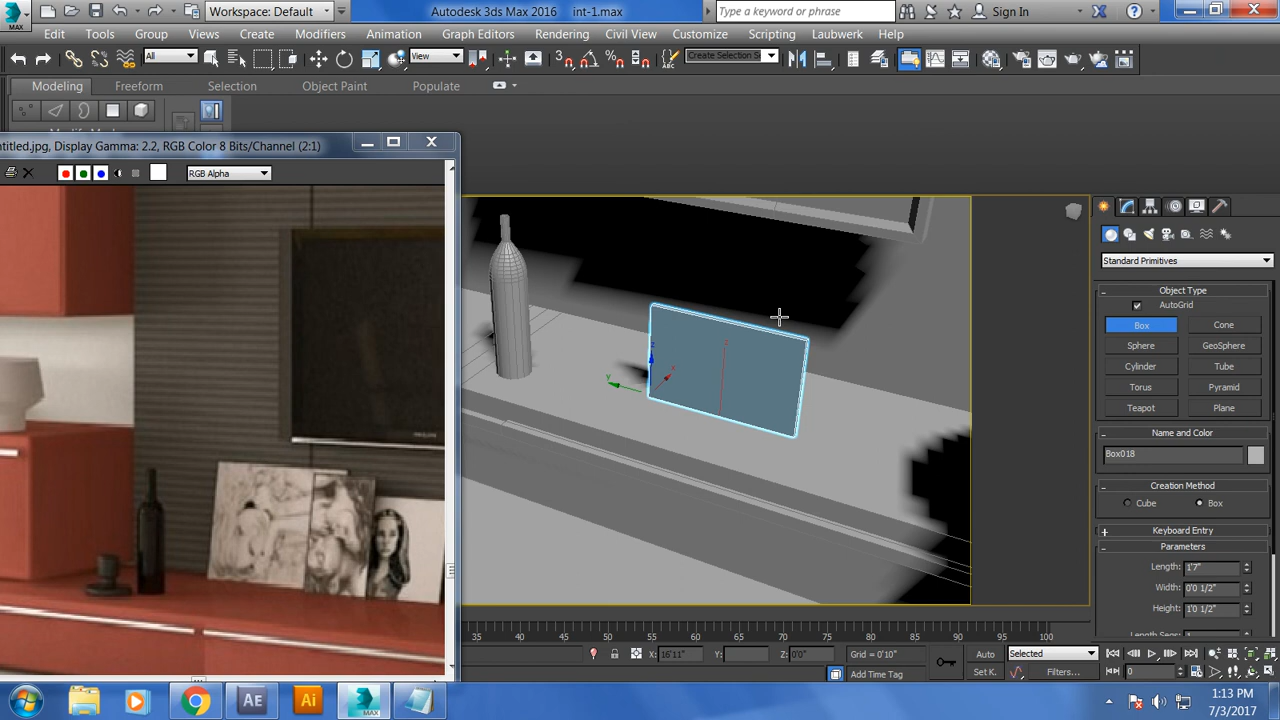 MAX
Workspace: Default
Autodesk 3ds Max 2016 int-1.max
Type a keyword or phrase
Sign In
Edit Tools Group Views Create Modifiers Animation Graph Editors Rendering Civil View Customize Scripting Laubwerk Help
All
View
Create Selection S
Modeling Freeform Selection Object Paint Populate
ntitled.jpg, Display Gamma: 2.2, RGB Color 8 Bits/Channel (2:1)
RGB Alpha
PHILIPS
z
x
y
Standard Primitives
Object Type
AutoGrid
Box Cone
Sphere GeoSphere
Cylinder Tube
Torus Pyramid
Teapot Plane
Name and Color
Box018
Creation Method
Cube Box
Keyboard Entry
Parameters
Length: 1'7"
Width: 0'0 1/2"
Height: 1'0 1/2"
Length Segs: 1
35 40 45 50 55 60 65 70 75 80 85 90 95 100
X: 16'11" Y: Z: 0'0" Grid = 0'10"
Add Time Tag
Auto Selected
Set K. Filters...
0
AE Ai MAX
1:13 PM
7/3/2017